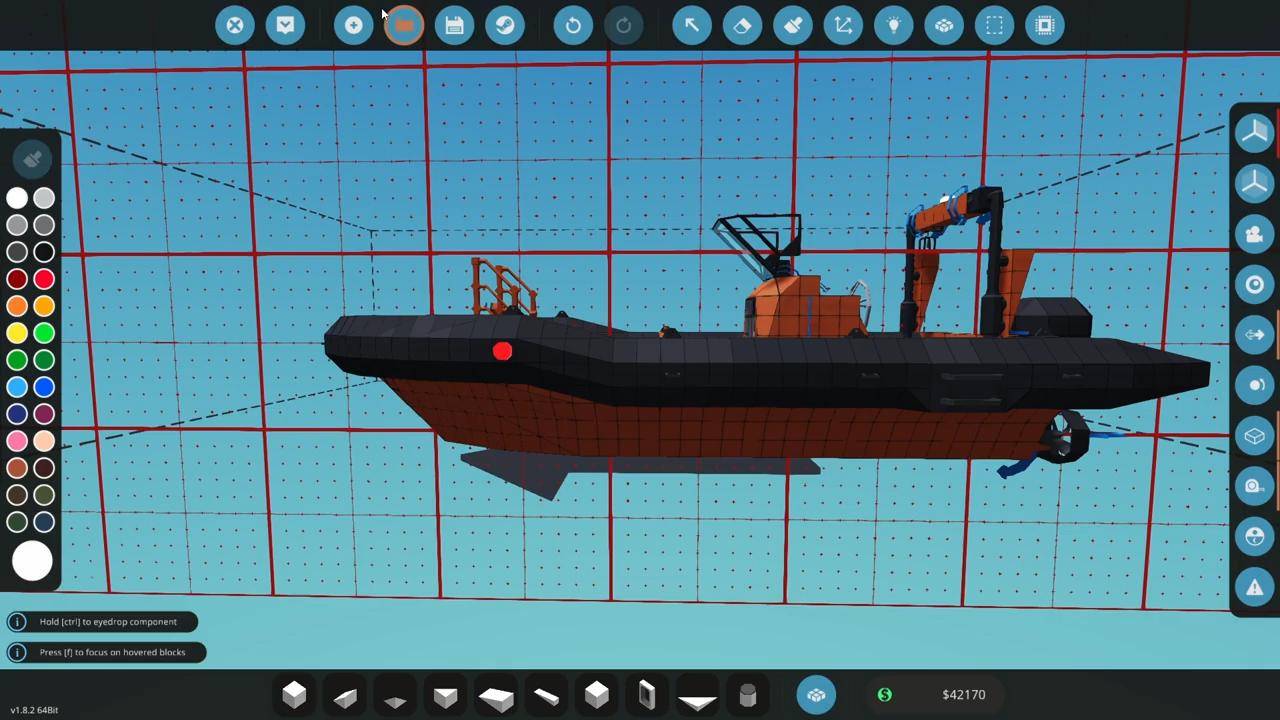 Hold [ctrl] to eyedrop component
Press [f] to focus on hovered blocks
$42170
v1.8.2 64Bit